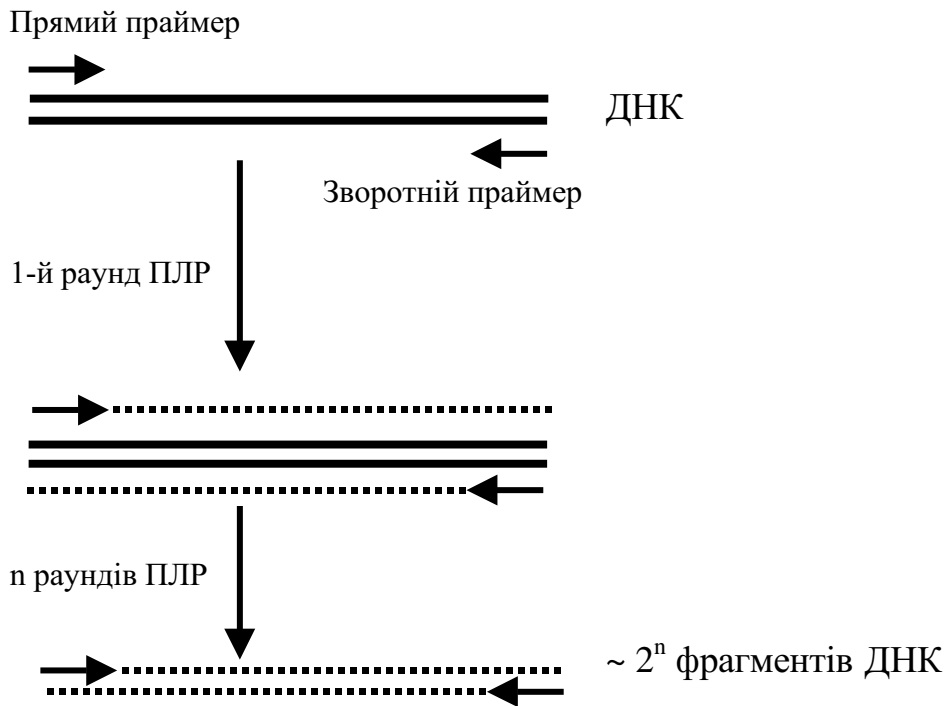 Прямий праймер
ДНК
Зворотній праймер
1-й раунд ПЛР
n раундів ПЛР
~ 2ⁿ фрагментів ДНК